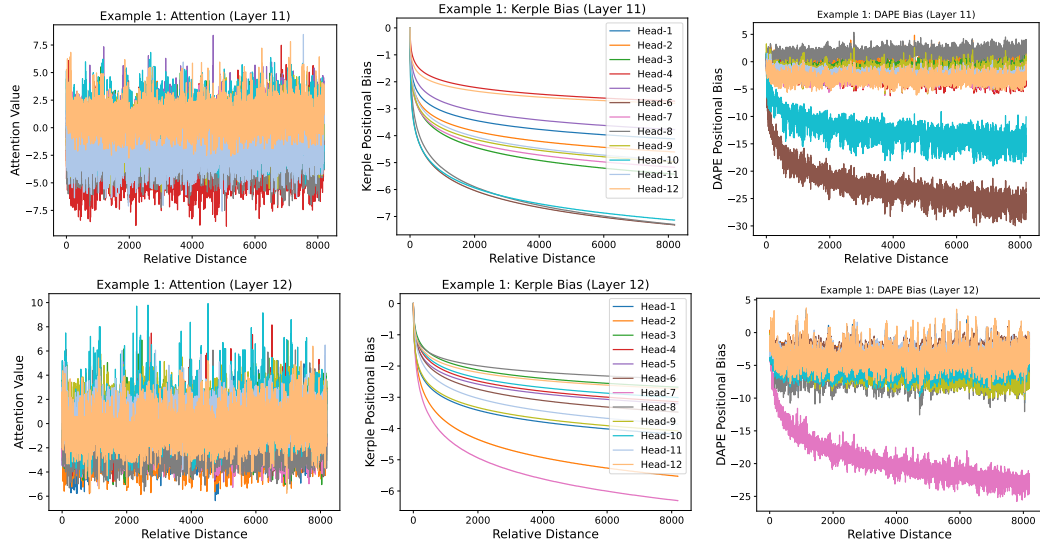 Example 1: Attention (Layer 11)
Attention Value
7.5
5.0
2.5
0.0
−2.5
−5.0
−7.5
0 2000 4000 6000 8000
Relative Distance
Example 1: Kerple Bias (Layer 11)
Kerple Positional Bias
0
−1
−2
−3
−4
−5
−6
−7
Head-1
Head-2
Head-3
Head-4
Head-5
Head-6
Head-7
Head-8
Head-9
Head-10
Head-11
Head-12
0 2000 4000 6000 8000
Relative Distance
Example 1: DAPE Bias (Layer 11)
DAPE Positional Bias
5
0
−5
−10
−15
−20
−25
−30
0 2000 4000 6000 8000
Relative Distance
Example 1: Attention (Layer 12)
Attention Value
10
8
6
4
2
0
−2
−4
−6
0 2000 4000 6000 8000
Relative Distance
Example 1: Kerple Bias (Layer 12)
Kerple Positional Bias
0
−1
−2
−3
−4
−5
−6
Head-1
Head-2
Head-3
Head-4
Head-5
Head-6
Head-7
Head-8
Head-9
Head-10
Head-11
Head-12
0 2000 4000 6000 8000
Relative Distance
Example 1: DAPE Bias (Layer 12)
DAPE Positional Bias
5
0
−5
−10
−15
−20
−25
0 2000 4000 6000 8000
Relative Distance